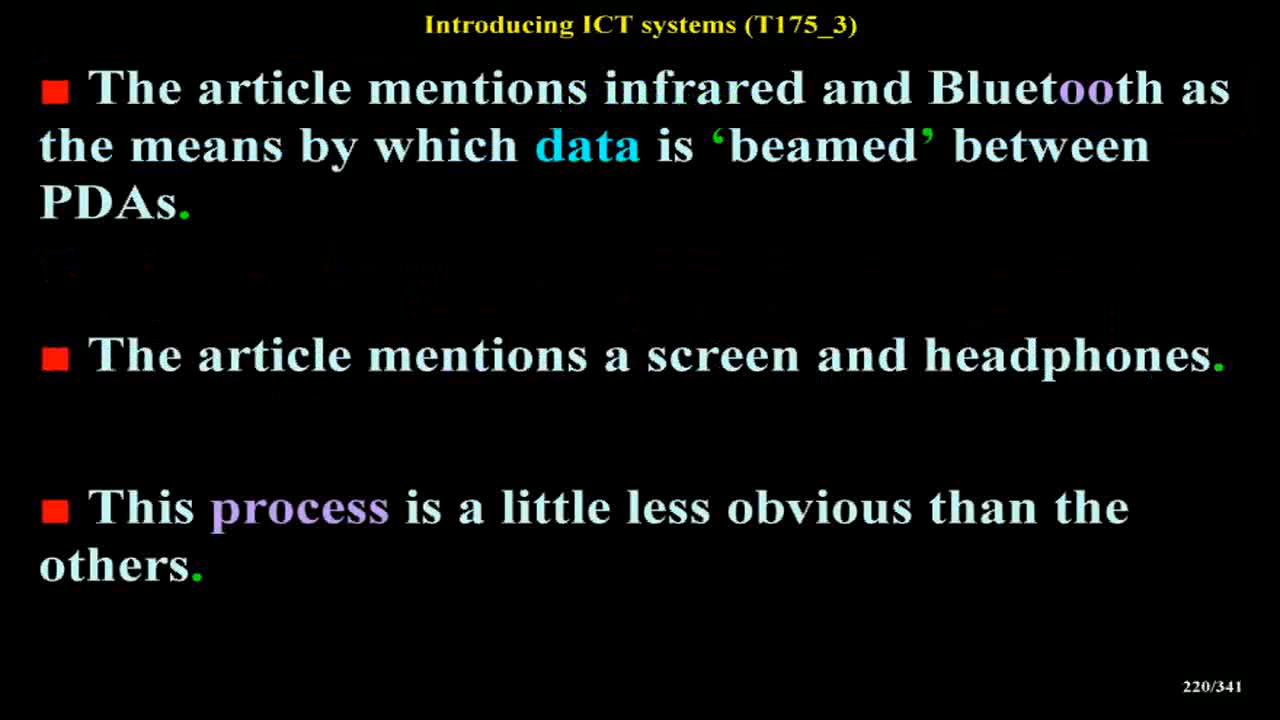 Introducing ICT systems (T175_3)
■ The article mentions infrared and Bluetooth as
the means by which data is ‘beamed’ between
PDAs.
■ The article mentions a screen and headphones.
■ This process is a little less obvious than the
others.
220/341